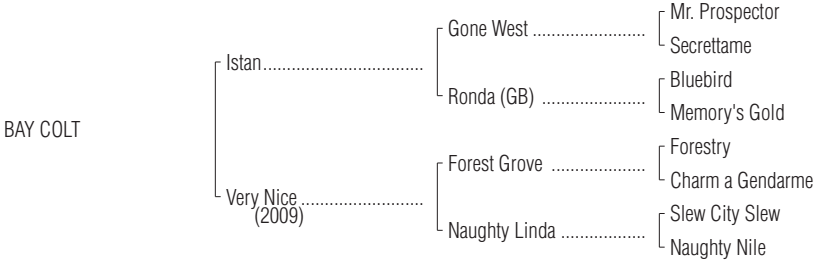 Mr. Prospector
Gone West ........................
Secrettame
Istan.................................
Bluebird
Ronda (GB) ......................
Memory's Gold
BAY COLT
Forestry
Forest Grove ....................
Charm a Gendarme
Very Nice .........................
(2009)
Slew City Slew
Naughty Linda ..................
Naughty Nile